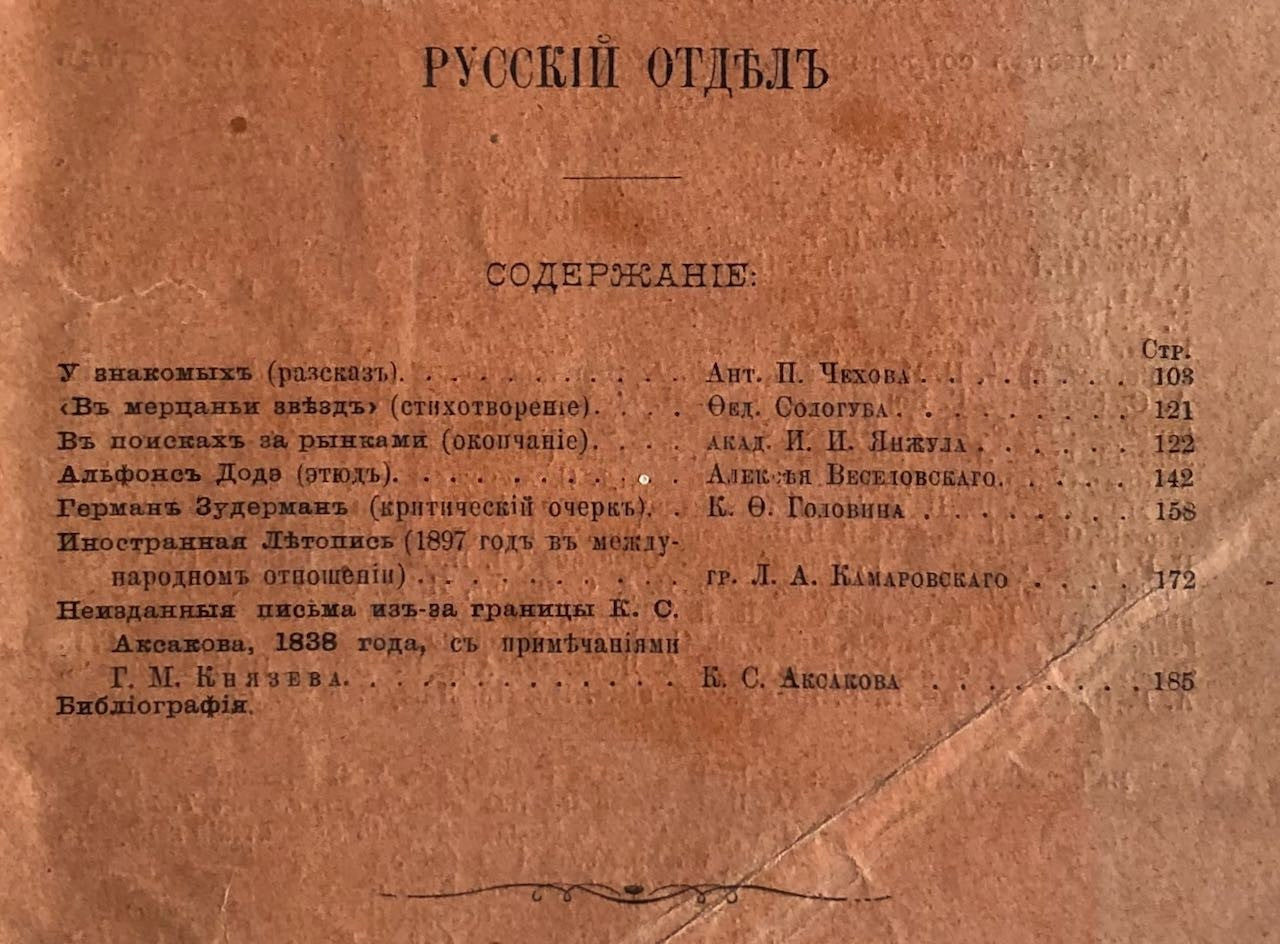 РУССКІЙ ОТДѢЛЪ
СОДЕРЖАНІЕ:
Стр.
У знакомыхъ (разсказъ). . . . . . . . . . Ант. П. Чехова . . . . . . . 103
«Въ мерцаньи звѣздъ» (стихотвореніе). . . . Ѳед. Сологуба . . . . . . . . 121
Въ поискахъ за рынками (окончаніе). . . . акад. И. И. Янжула . . . . . 122
Альфонсъ Додэ (этюдъ). . . . . . . . . . Алексѣя Веселовскаго. . . . . 142
Германъ Зудерманъ (критическій очеркъ). . К. Ѳ. Головина . . . . . . . 158
Иностранная Лѣтопись (1897 годъ въ между-
народномъ отношеніи) . . . . . . . . . гр. Л. А. Камаровскаго . . . . 172
Неизданныя письма изъ-за границы К. С.
Аксакова, 1838 года, съ примѣчаніями
Г. М. Князева. . . . . . . . . . . . К. С. Аксакова . . . . . . . . 185
Библіографія.